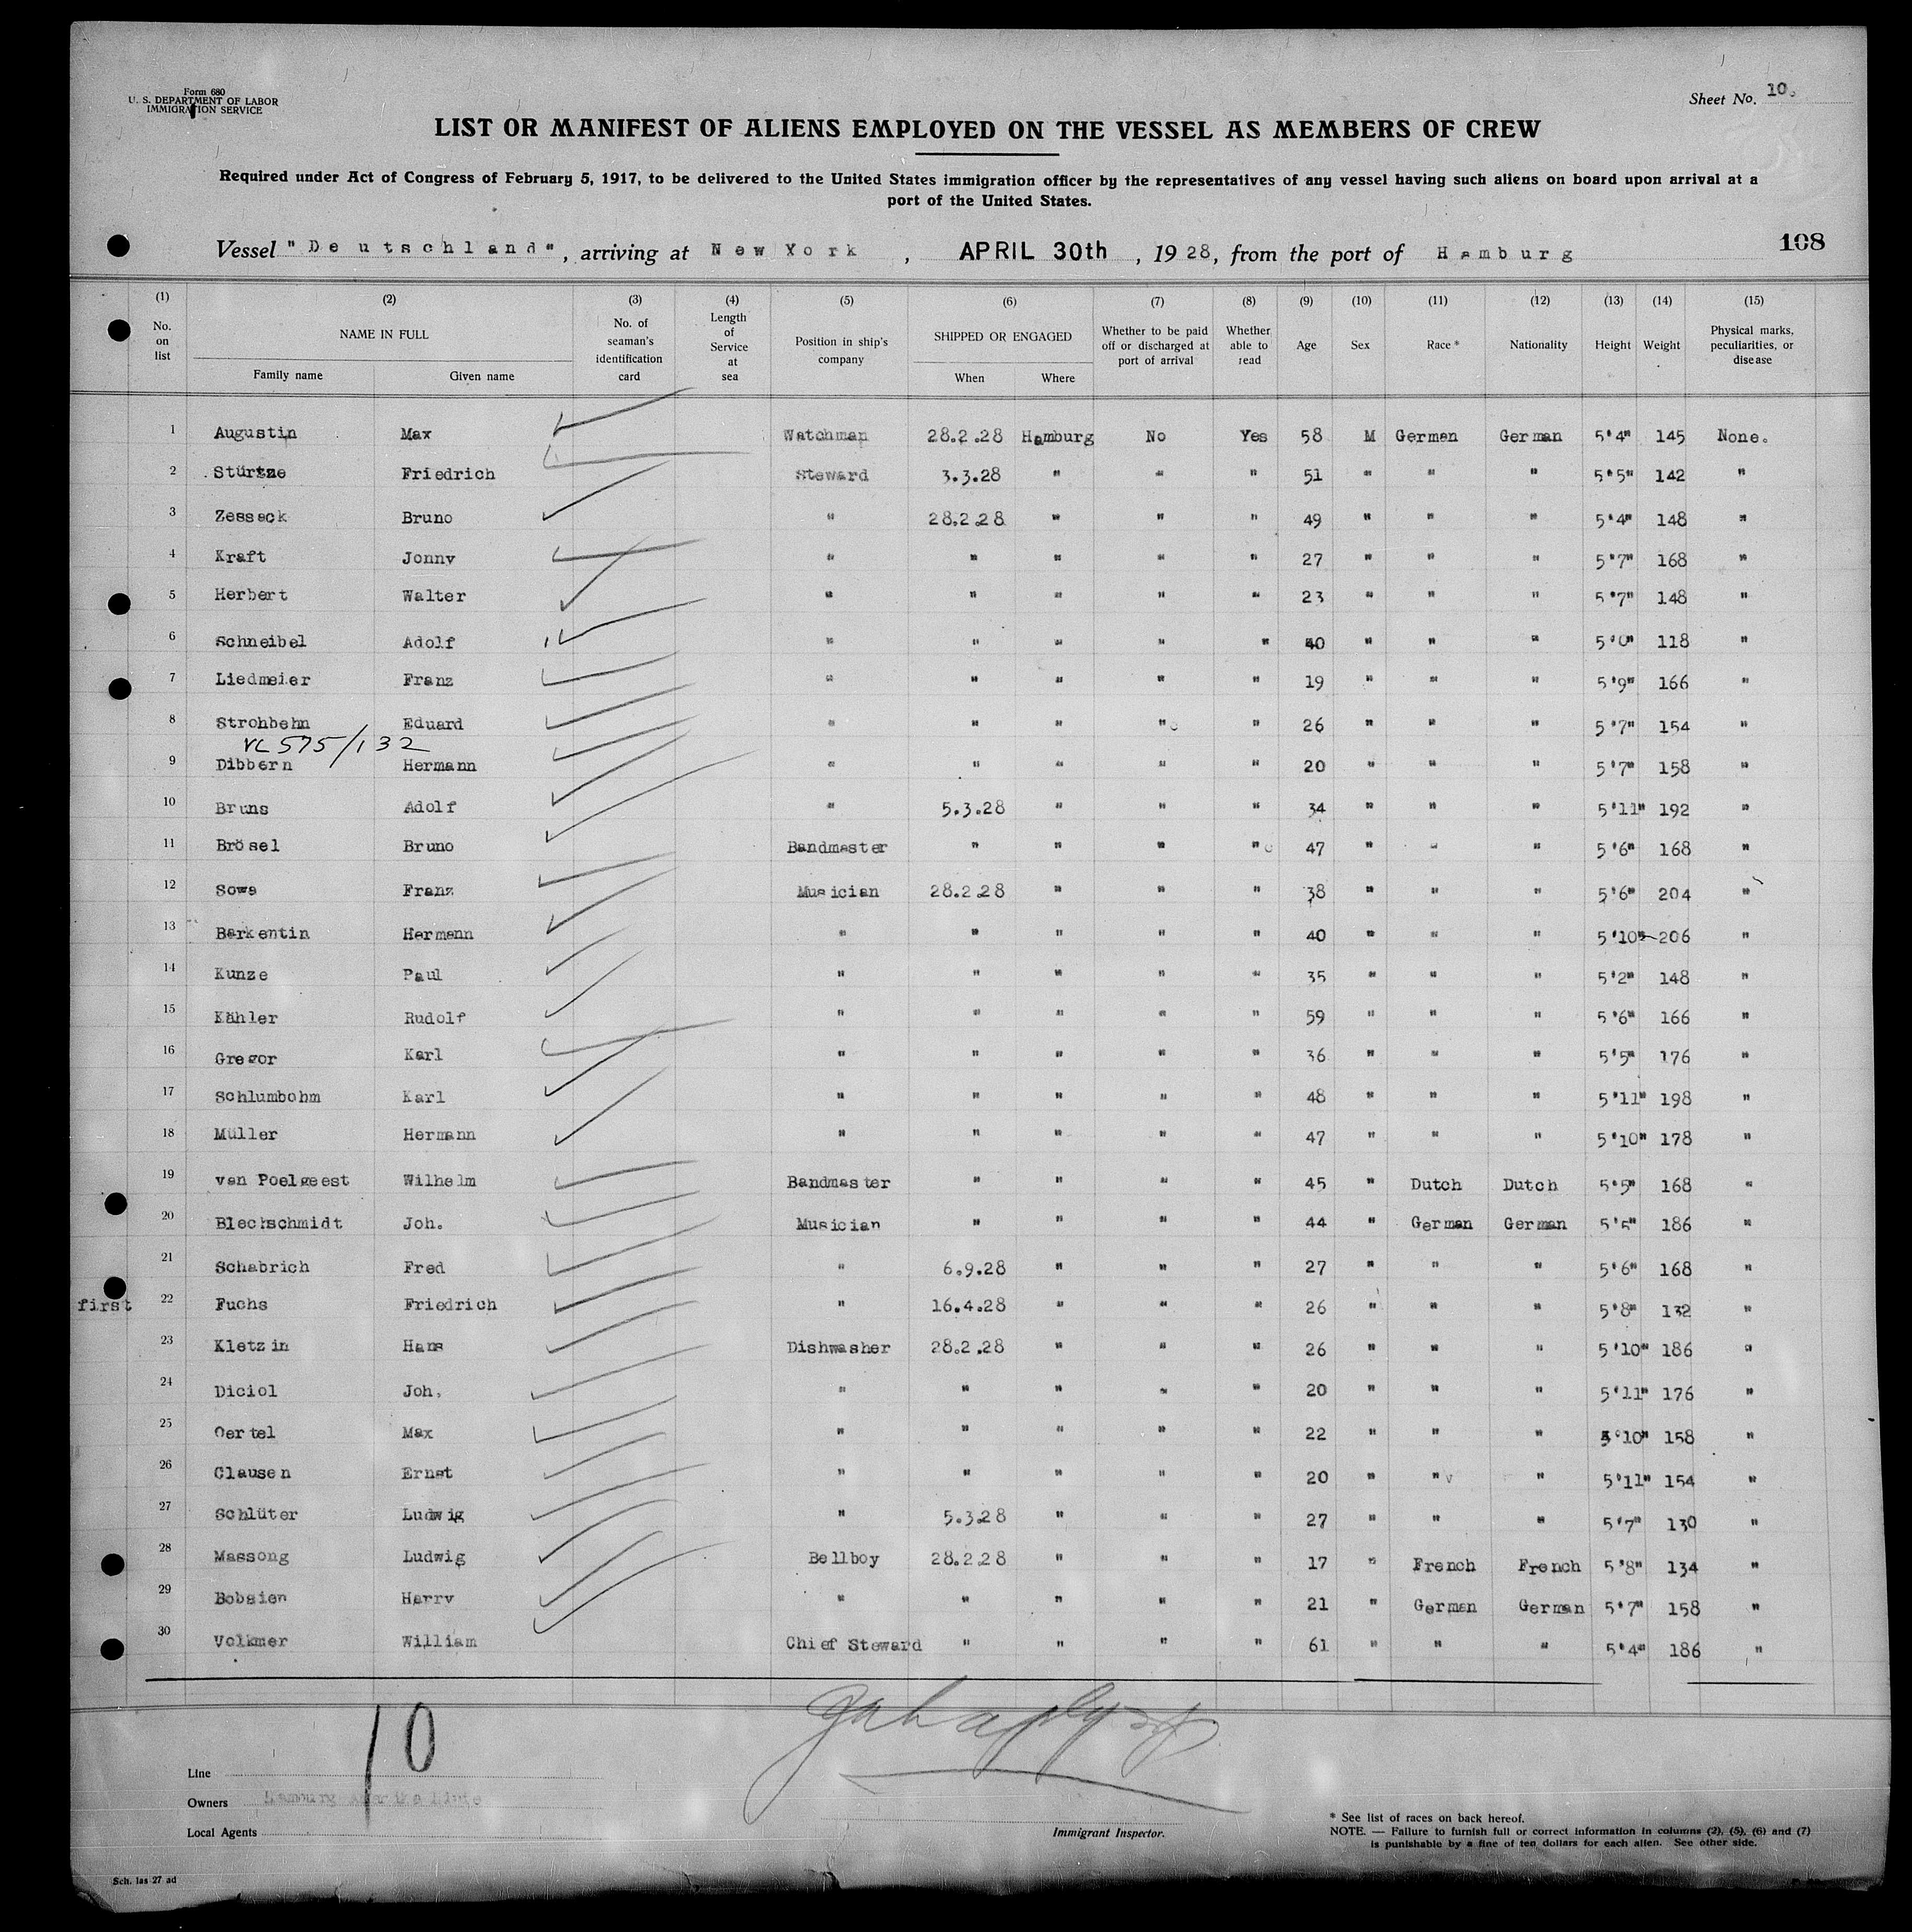 Form 680
U. S. DEPARTMENT OF LABOR
IMMIGRATION SERVICE
Sheet No. 10.
LIST OR MANIFEST OF ALIENS EMPLOYED ON THE VESSEL AS MEMBERS OF CREW
Required under Act of Congress of February 5, 1917, to be delivered to the United States immigration officer by the representatives of any vessel having such aliens on board upon arrival at a
port of the United States.
108
Vessel "Deutschland", arriving at New York, APRIL 30th, 1928, from the port of Hamburg
(1) (2) (3) (4) (5) (6) (7) (8) (9) (10) (11) (12) (13) (14) (15)
No. on list NAME IN FULL Family name Given name No. of seaman's identification card Length of Service at sea Position in ship's company SHIPPED OR ENGAGED When Where Whether to be paid off or discharged at port of arrival Whether able to read Age Sex Race * Nationality Height Weight Physical marks, peculiarities, or disease
1 Augustin Max Watchman 28.2.28 Hamburg No Yes 58 M German German 5'4" 145 None.
2 Stürtze Friedrich Steward 3.3.28 " " " 51 " " " 5'5" 142 "
3 Zesseck Bruno " 28.2.28 " " " 49 " " " 5'4" 148 "
4 Kraft Jonny " " " " " 27 " " " 5'7" 168 "
5 Herbert Walter " " " " " 23 " " " 5'7" 148 "
6 Schneibel Adolf " " " " " 40 " " " 5'0" 118 "
7 Liedmeier Franz " " " " " 19 " " " 5'9" 166 "
8 Strohbehn Eduard " " " " " 26 " " " 5'7" 154 "
VL 575/132
9 Dibbern Hermann " " " " " 20 " " " 5'7" 158 "
10 Bruns Adolf " 5.3.28 " " " 34 " " " 5'11" 192 "
11 Brösel Bruno Bandmaster " " " " 47 " " " 5'6" 168 "
12 Sowa Franz Musician 28.2.28 " " " 38 " " " 5'6" 204 "
13 Barkentin Hermann " " " " " 40 " " " 5'10" 206 "
14 Kunze Paul " " " " " 35 " " " 5'2" 148 "
15 Kähler Rudolf " " " " " 59 " " " 5'6" 166 "
16 Gregor Karl " " " " " 36 " " " 5'5" 176 "
17 Schlumbohm Karl " " " " " 48 " " " 5'11" 198 "
18 Müller Hermann " " " " " 47 " " " 5'10" 178 "
19 van Poelgeest Wilhelm Bandmaster " " " " 45 " Dutch Dutch 5'5" 168 "
20 Blechschmidt Joh. Musician " " " " 44 " German German 5'5" 186 "
21 Schabrich Fred " 6.9.28 " " " 27 " " " 5'6" 168 "
first 22 Fuchs Friedrich " 16.4.28 " " " 26 " " " 5'8" 132 "
23 Kletzin Hans Dishwasher 28.2.28 " " " 26 " " " 5'10" 186 "
24 Diciol Joh. " " " " " 20 " " " 5'11" 176 "
25 Oertel Max " " " " " 22 " " " 5'10" 158 "
26 Clausen Ernst " " " " " 20 " " " 5'11" 154 "
27 Schlüter Ludwig " 5.3.28 " " " 27 " " " 5'7" 130 "
28 Massong Ludwig Bellboy 28.2.28 " " " 17 " French French 5'8" 134 "
29 Bobsien Harry " " " " " 21 " German German 5'7" 158 "
30 Volkmer William Chief Steward " " " " 61 " " " 5'4" 186 "
10
Line
Owners Hamburg Amerika Linie
Local Agents
Immigrant Inspector.
* See list of races on back hereof.
NOTE. — Failure to furnish full or correct information in columns (2), (5), (6) and (7)
is punishable by a fine of ten dollars for each alien. See other side.
Sch. las 27 ad